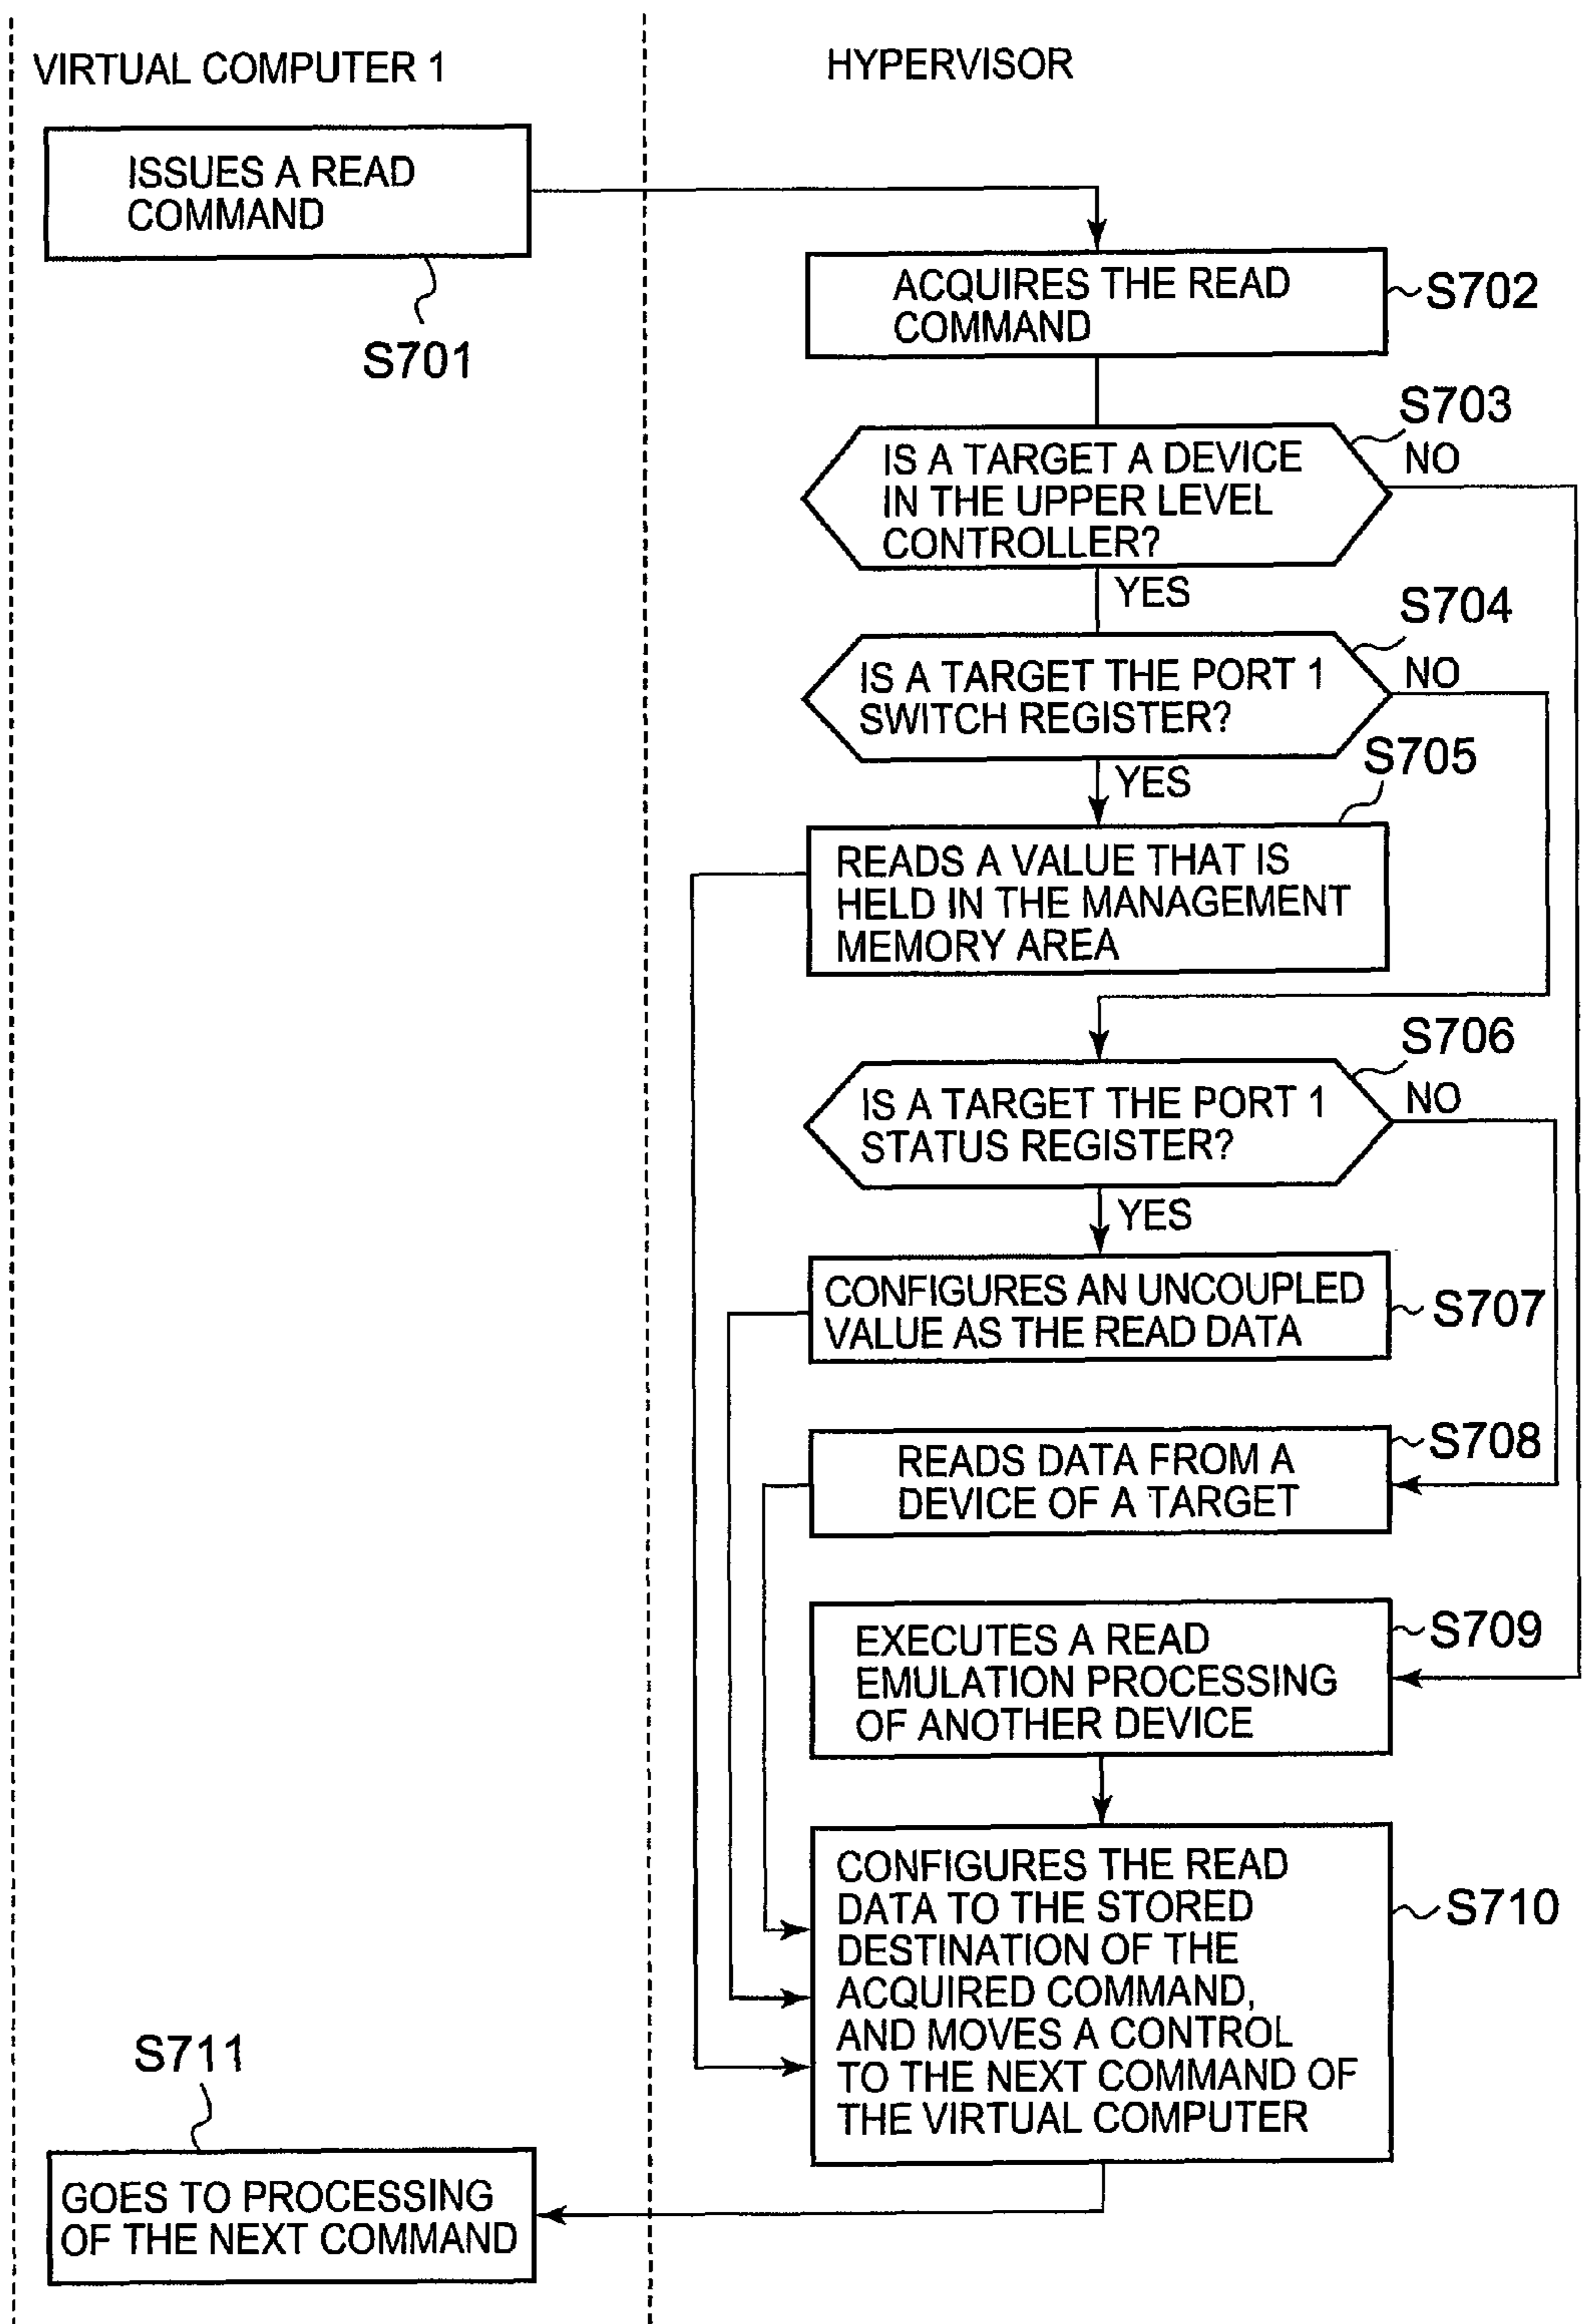 VIRTUAL COMPUTER 1
HYPERVISOR
ISSUES A READ
COMMAND
S701
ACQUIRES THE READ
COMMAND
S702
S703
IS A TARGET A DEVICE
IN THE UPPER LEVEL
CONTROLLER?
NO
YES
S704
IS A TARGET THE PORT 1
SWITCH REGISTER?
NO
YES
S705
READS A VALUE THAT IS
HELD IN THE MANAGEMENT
MEMORY AREA
S706
IS A TARGET THE PORT 1
STATUS REGISTER?
NO
YES
CONFIGURES AN UNCOUPLED
VALUE AS THE READ DATA
S707
READS DATA FROM A
DEVICE OF A TARGET
S708
EXECUTES A READ
EMULATION PROCESSING
OF ANOTHER DEVICE
S709
CONFIGURES THE READ
DATA TO THE STORED
DESTINATION OF THE
ACQUIRED COMMAND,
AND MOVES A CONTROL
TO THE NEXT COMMAND OF
THE VIRTUAL COMPUTER
S710
S711
GOES TO PROCESSING
OF THE NEXT COMMAND